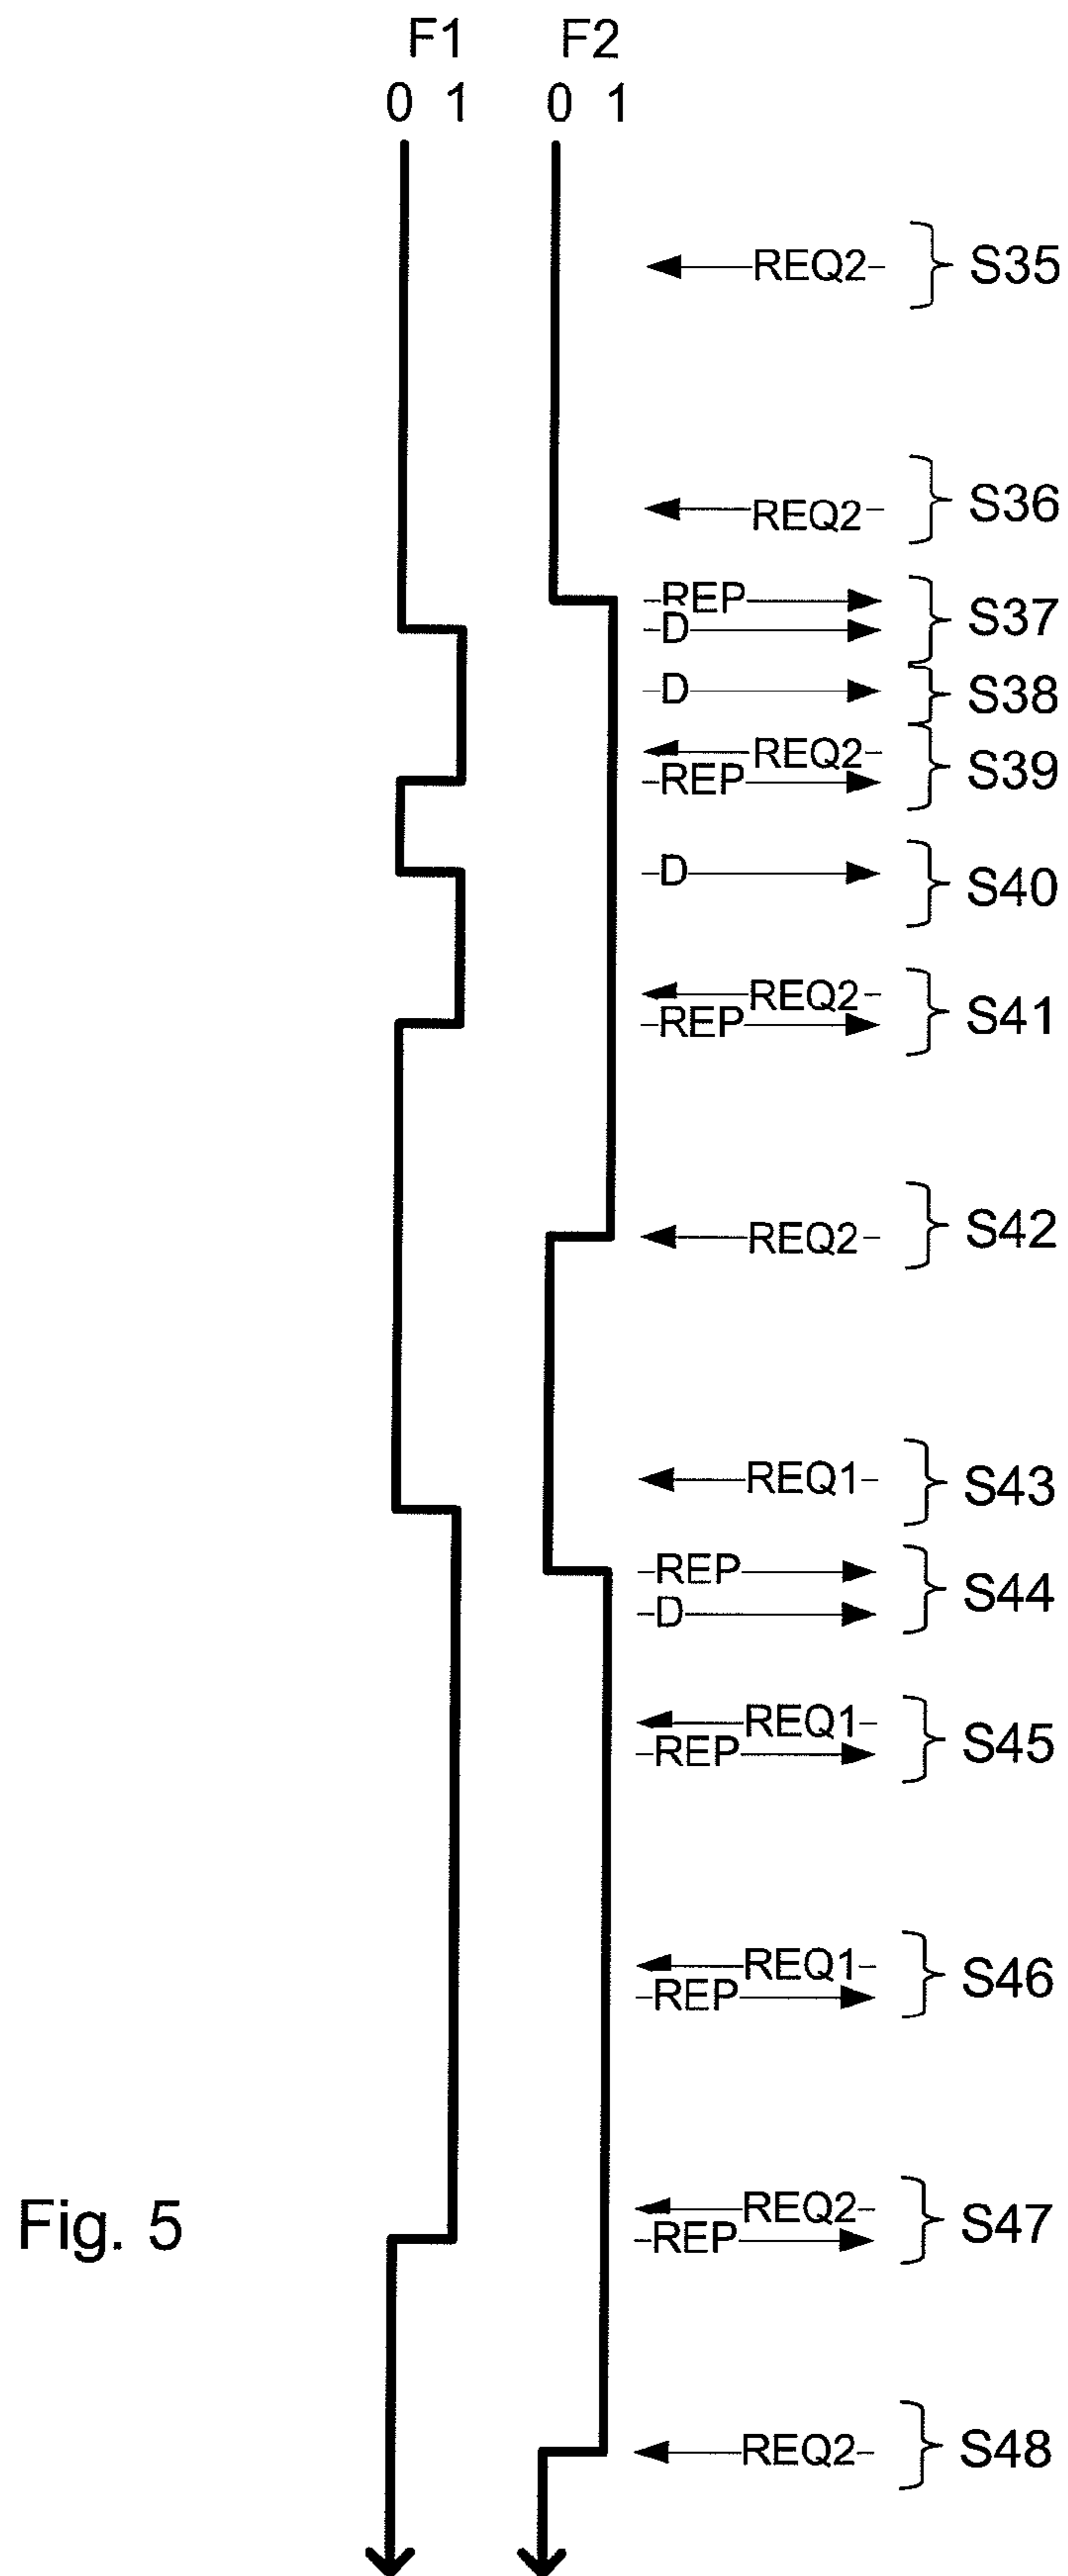 F1 F2
0 1 0 1
REQ2 S35
REQ2 S36
REP
D S37
D S38
REQ2
REP S39
D S40
REQ2
REP S41
REQ2 S42
REQ1 S43
REP
D S44
REQ1
REP S45
REQ1
REP S46
REQ2
REP S47
Fig. 5
REQ2 S48